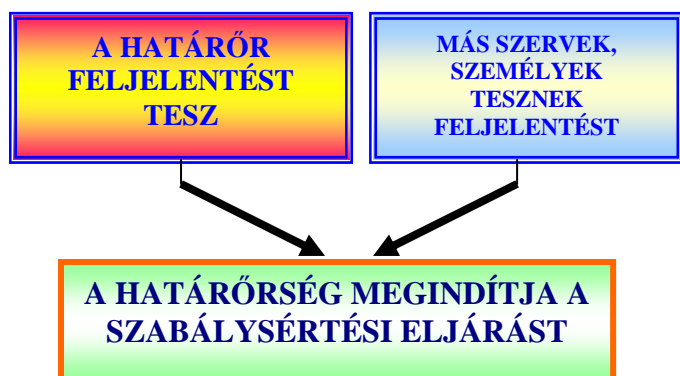 A HATÁRŐR
FELJELENTÉST
TESZ
MÁS SZERVEK,
SZEMÉLYEK
TESZNEK
FELJELENTÉST
A HATÁRŐRSÉG MEGINDÍTJA A
SZABÁLYSÉRTÉSI ELJÁRÁST